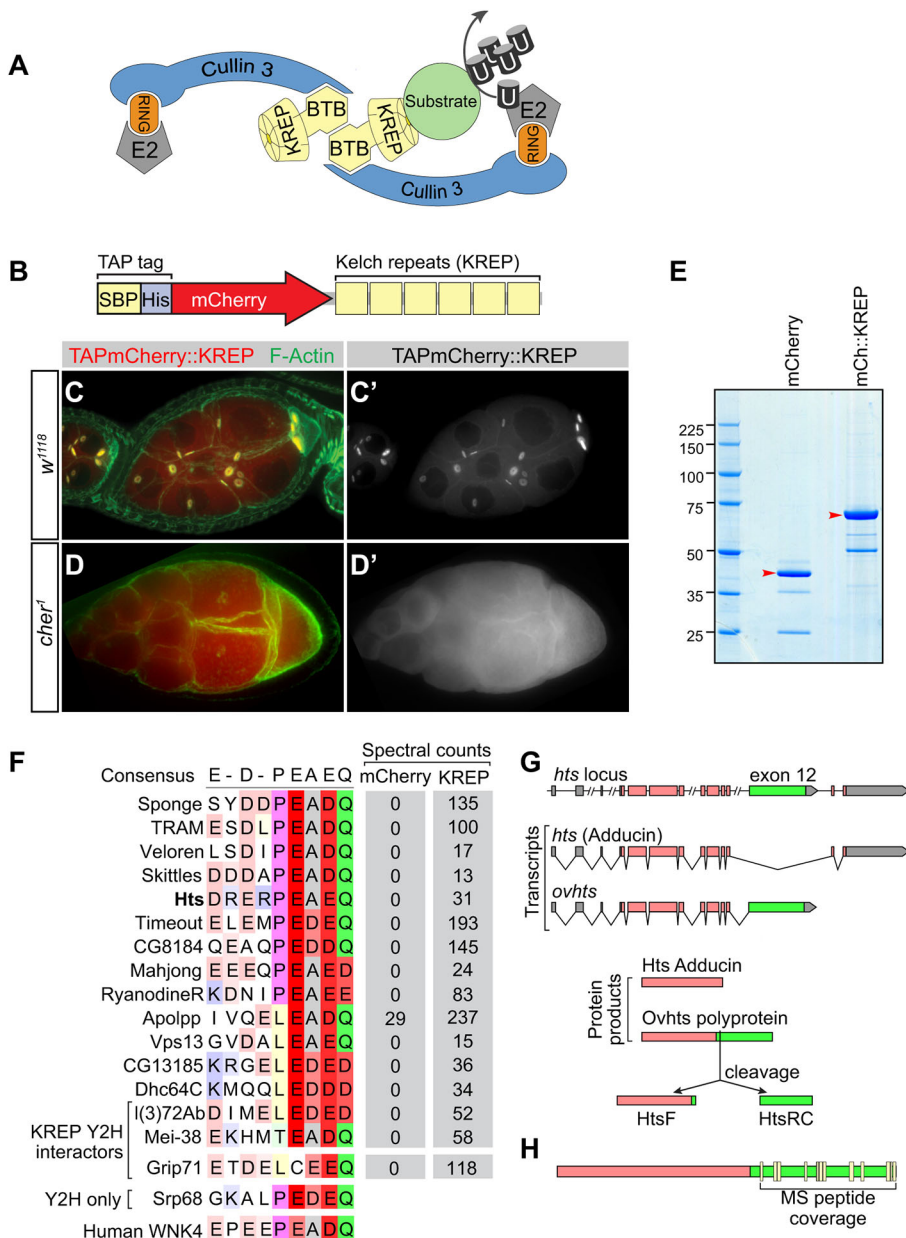 A
Cullin 3
RING
E2
KREP
BTB
BTB
KREP
Substrate
U U U U U U
E2
RING
Cullin 3
B
TAP tag
Kelch repeats (KREP)
SBP His mCherry
TAPmCherry::KREP F-Actin
TAPmCherry::KREP
w1118
C
C'
cher1
D
D'
E
mCherry
mCh::KREP
225
150
100
75
50
35
25
F
Spectral counts
Consensus E - D - P E A E Q mCherry KREP
Sponge S Y D D P E A D Q 0 135
TRAM E S D L P E A D Q 0 100
Veloren L S D I P E A D Q 0 17
Skittles D D D A P E A D Q 0 13
Hts D R E R P E A E Q 0 31
Timeout E L E M P E D E Q 0 193
CG8184 Q E A Q P E D D Q 0 145
Mahjong E E E Q P E A E D 0 24
RyanodineR K D N I P E A E E 0 83
Apolpp I V Q E L E A D Q 29 237
Vps13 G V D A L E A E Q 0 15
CG13185 K R G E L E D E D 0 36
Dhc64C K M Q Q L E D D D 0 34
KREP Y2H interactors
l(3)72Ab D I M E L E D E D 0 52
Mei-38 E K H M T E A D Q 0 58
Grip71 E T D E L C E E Q 0 118
Y2H only Srp68 G K A L P E D E Q
Human WNK4 E P E E P E A D Q
G
hts locus
exon 12
Transcripts
hts (Adducin)
ovhts
Protein products
Hts Adducin
Ovhts polyprotein
cleavage
HtsF
HtsRC
H
MS peptide
coverage